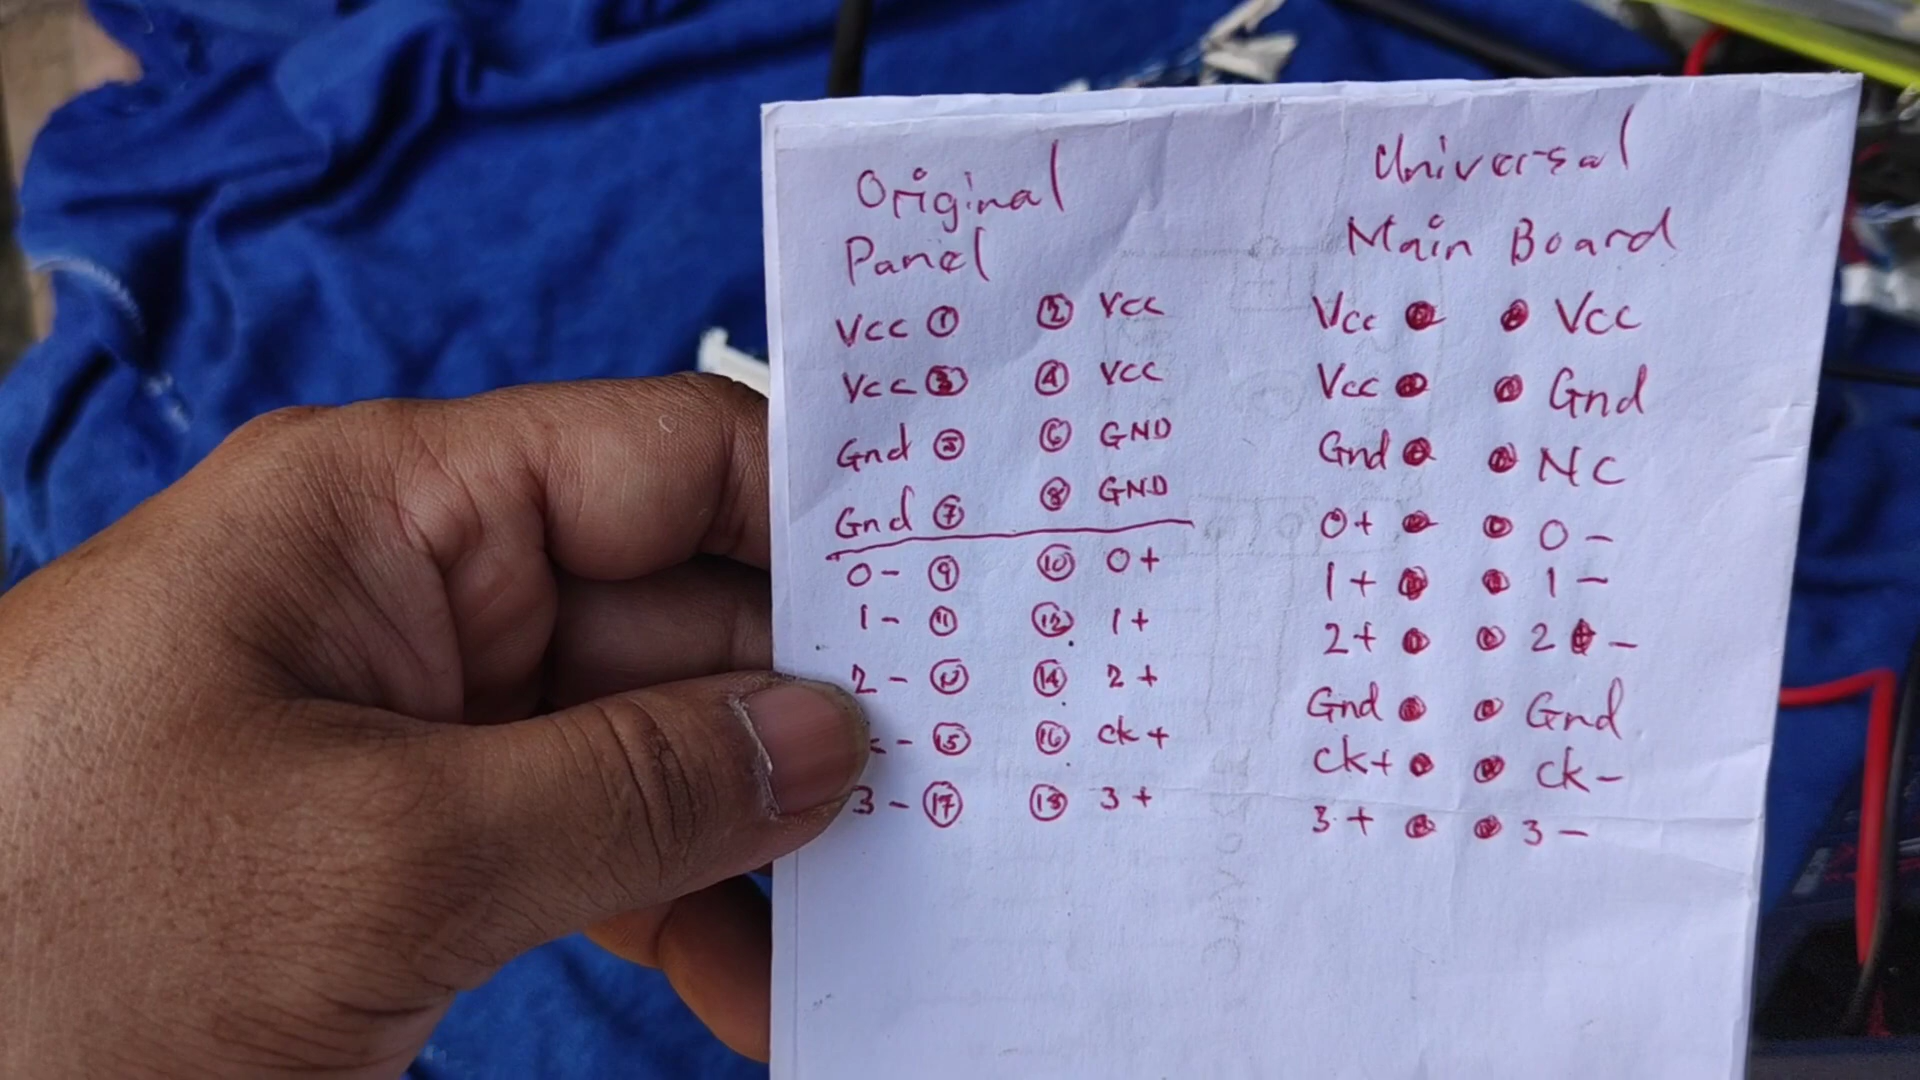 Original
Panel
Vcc ① ② Vcc
Vcc ③ ④ Vcc
Gnd ⑤ ⑥ GND
Gnd ⑦ ⑧ GND
0- ⑨ ⑩ 0+
1- ⑪ ⑫ 1+
2- ⑭ 2+
- ⑮ ⑯ ck+
3- ⑰ ⑱ 3+
Universal
Main Board
Vcc Vcc
Vcc Gnd
Gnd NC
0+ 0-
1+ 1-
2+ 2 -
Gnd Gnd
ck+ ck-
3+ 3-